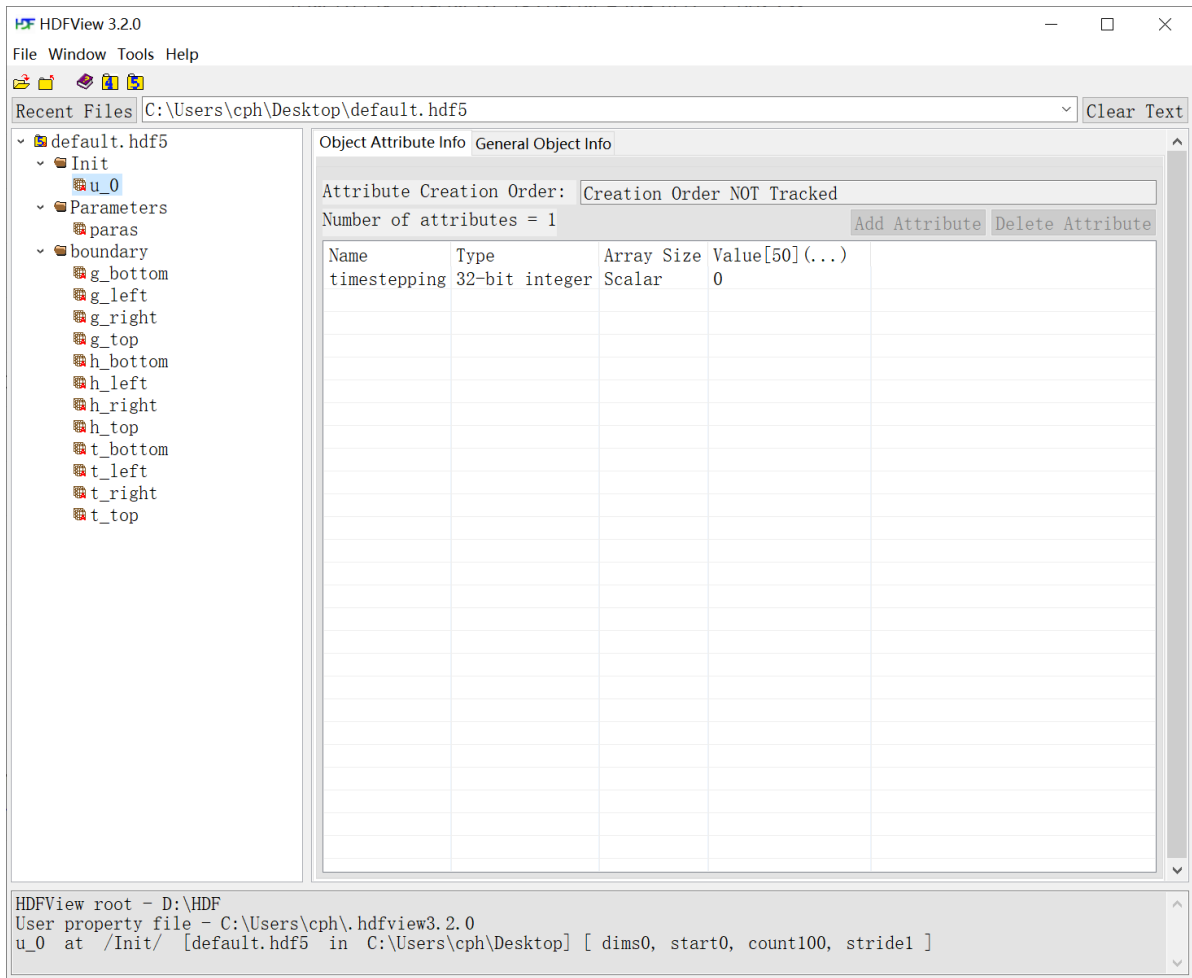 HDFView 3.2.0
File Window Tools Help
Recent Files C:\Users\cph\Desktop\default.hdf5 Clear Text
default.hdf5
Init
u_0
Parameters
paras
boundary
g_bottom
g_left
g_right
g_top
h_bottom
h_left
h_right
h_top
t_bottom
t_left
t_right
t_top
Object Attribute Info General Object Info
Attribute Creation Order: Creation Order NOT Tracked
Number of attributes = 1 Add Attribute Delete Attribute
Name Type Array Size Value[50](...)
timestepping 32-bit integer Scalar 0
HDFView root - D:\HDF
User property file - C:\Users\cph\.hdfview3.2.0
u_0 at /Init/ [default.hdf5 in C:\Users\cph\Desktop] [ dims0, start0, count100, stride1 ]